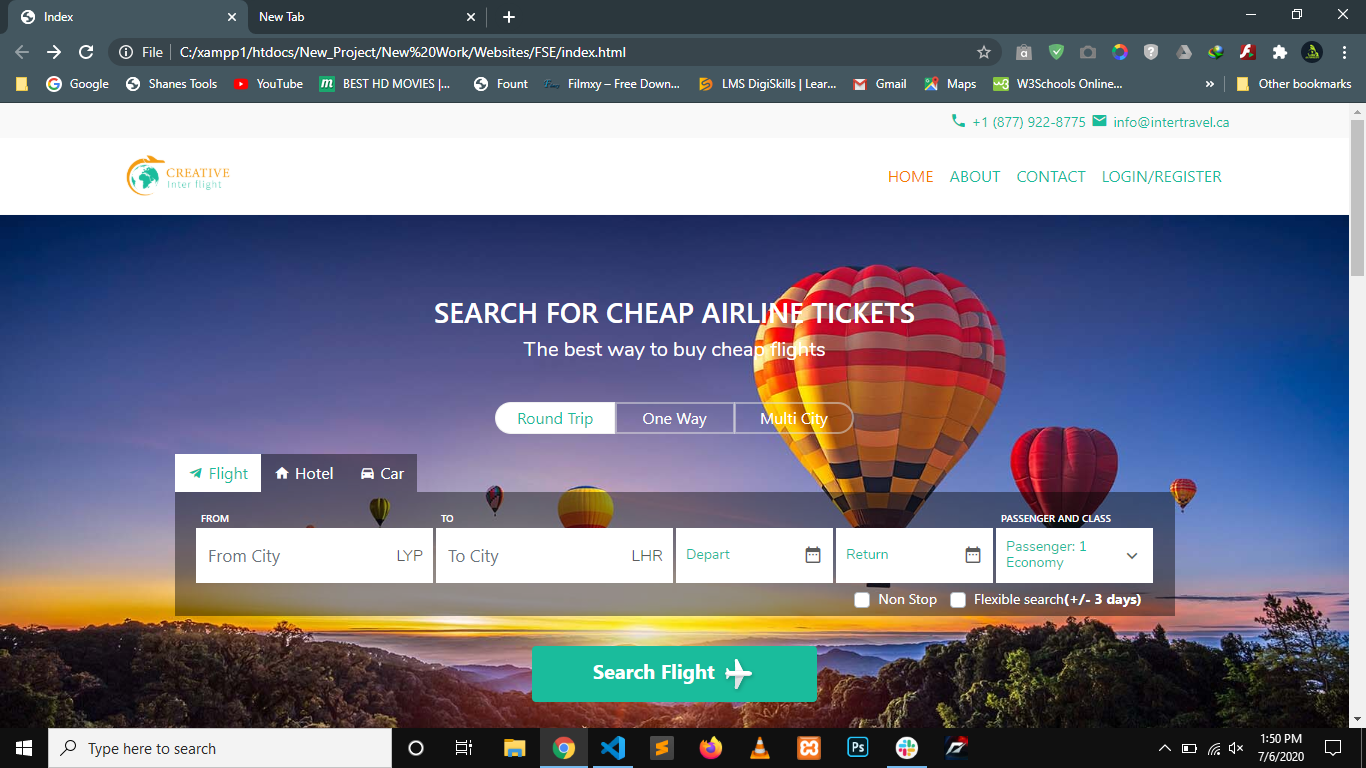 Index
New Tab
File
C:/xampp1/htdocs/New_Project/New%20Work/Websites/FSE/index.html
Google
Shanes Tools
YouTube
BEST HD MOVIES |...
Fount
Filmxy – Free Down...
LMS DigiSkills | Lear...
Gmail
Maps
W3Schools Online...
»
Other bookmarks
+1 (877) 922-8775 info@intertravel.ca
CREATIVE
Inter flight
HOME ABOUT CONTACT LOGIN/REGISTER
SEARCH FOR CHEAP AIRLINE TICKETS
The best way to buy cheap flights
Round Trip One Way Multi City
Flight Hotel Car
FROM TO PASSENGER AND CLASS
From City LYP To City LHR Depart Return Passenger: 1
Economy
Non Stop Flexible search(+/- 3 days)
Search Flight
Type here to search
Ps
1:50 PM
7/6/2020